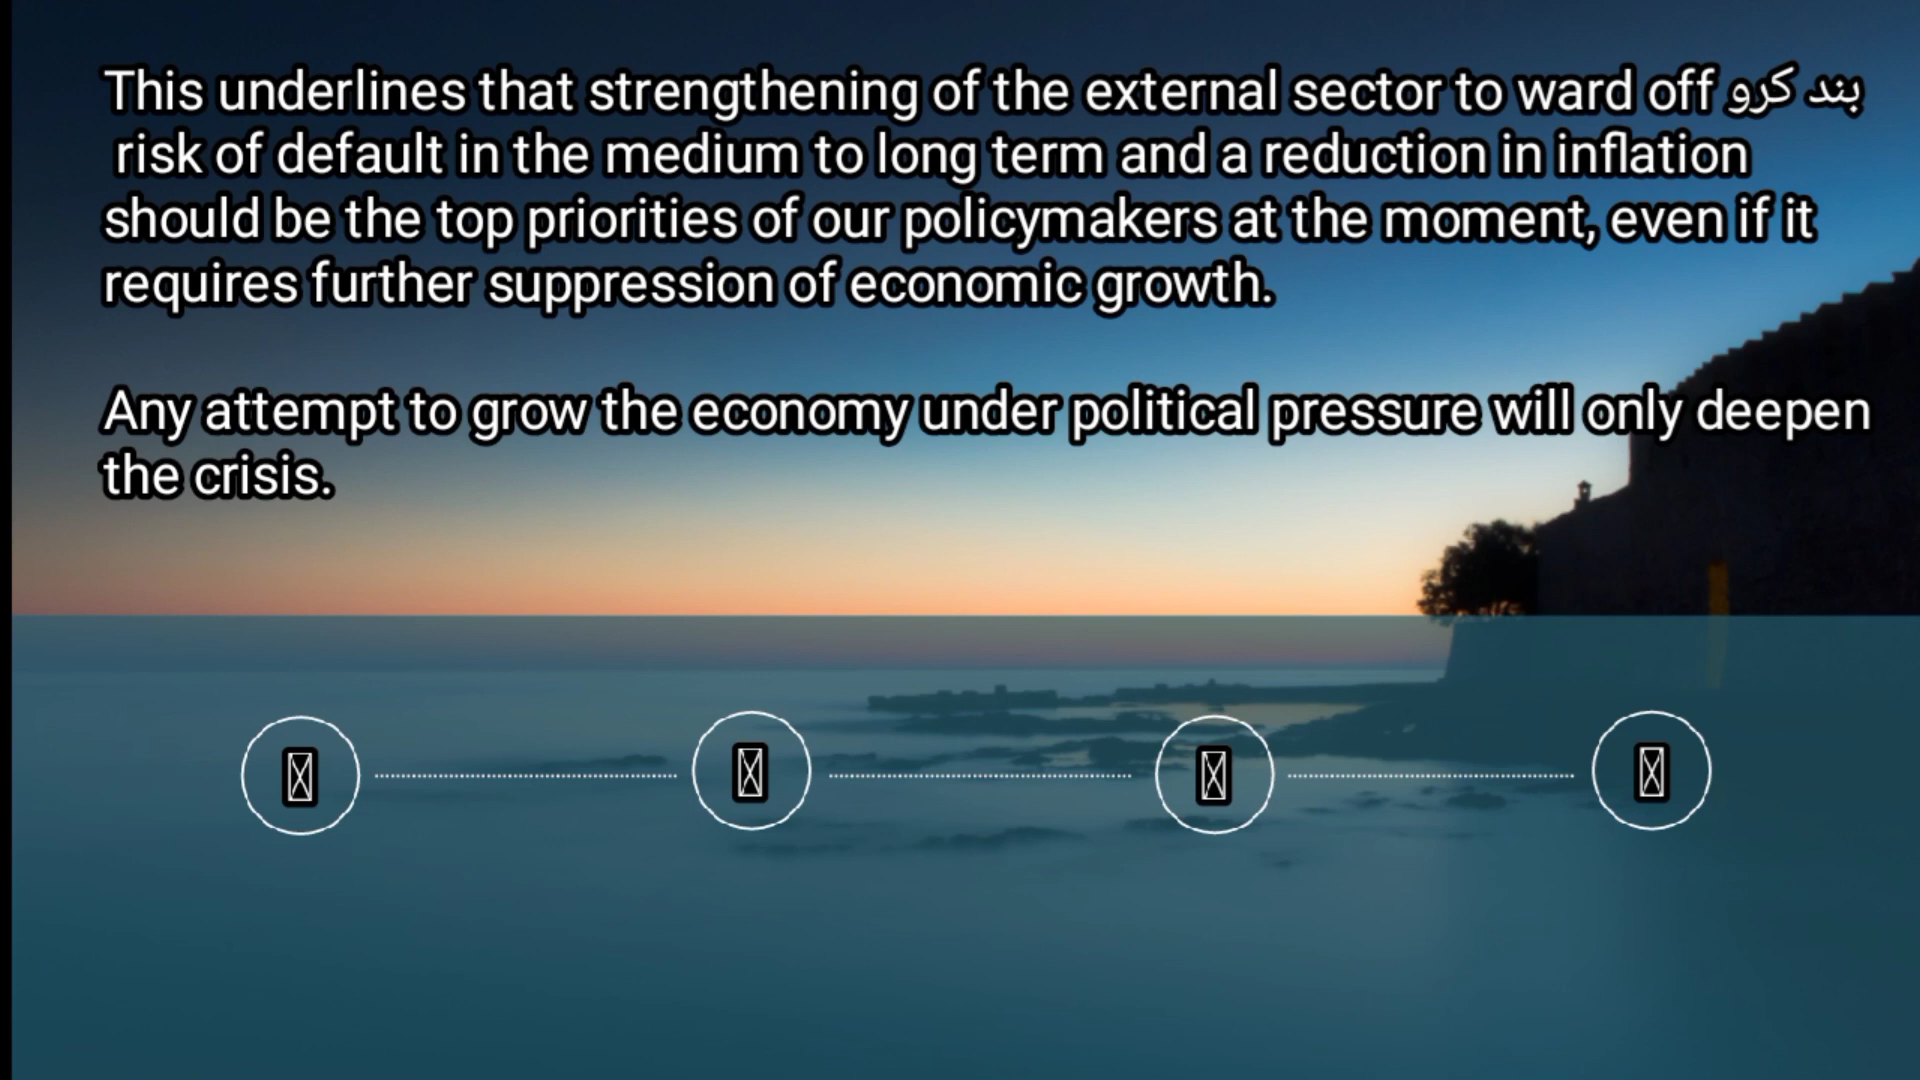 This underlines that strengthening of the external sector to ward off بند کرو
risk of default in the medium to long term and a reduction in inflation
should be the top priorities of our policymakers at the moment, even if it
requires further suppression of economic growth.
Any attempt to grow the economy under political pressure will only deepen
the crisis.